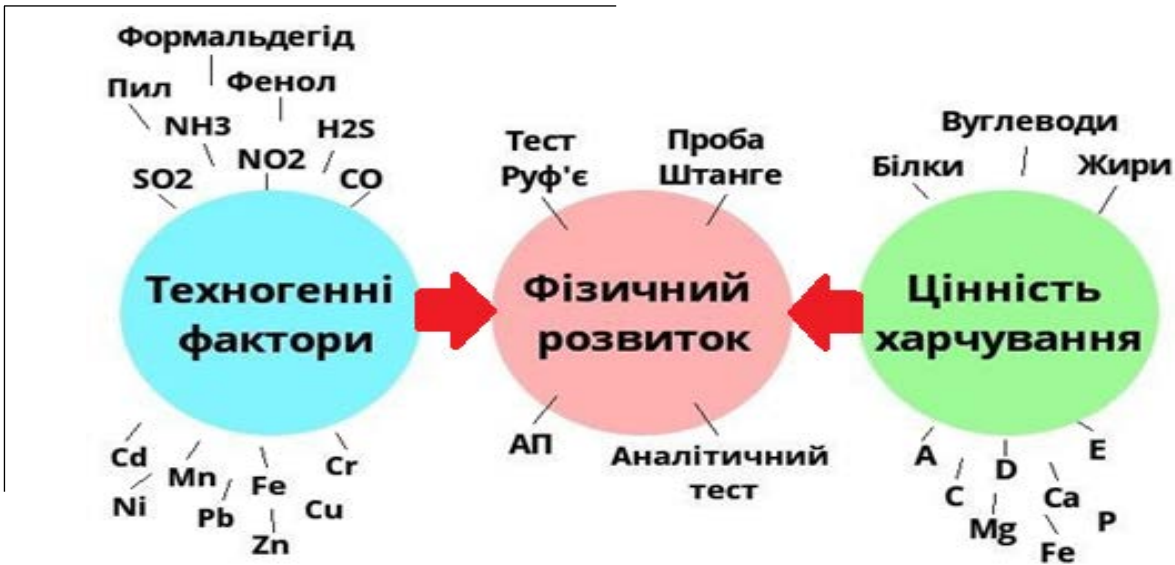 Формальдегід
Пил
Фенол
NH3
H2S
SO2
NO2
CO
Техногенні
фактори
Cd
Mn
Fe
Cr
Ni
Pb
Cu
Zn
Тест
Руф'є
Проба
Штанге
Фізичний
розвиток
АП
Аналітичний
тест
Вуглеводи
Білки
Жири
Цінність
харчування
A
D
E
C
Ca
Mg
P
Fe